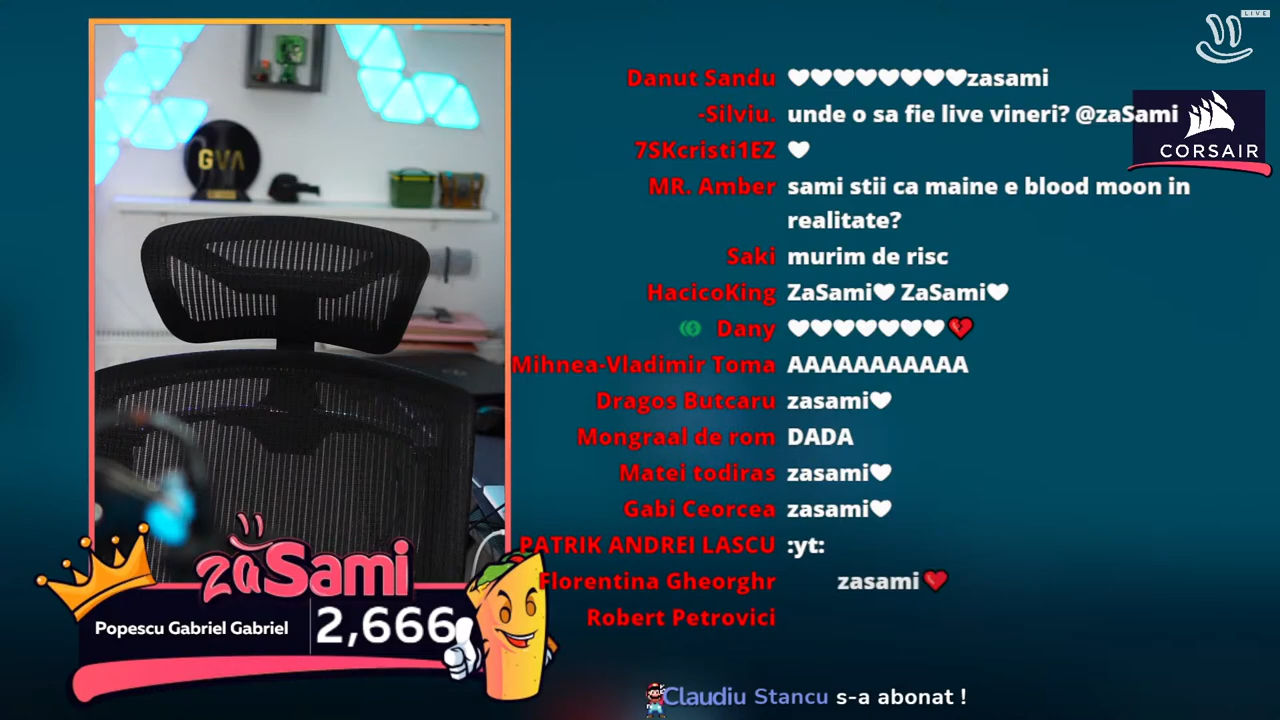 LIVE
Danut Sandu 🤍🤍🤍🤍🤍🤍🤍🤍zasami
-Silviu. unde o sa fie live vineri? @zaSami
CORSAIR
7SKcristi1EZ 🤍
MR. Amber sami stii ca maine e blood moon in
realitate?
Saki murim de risc
HacicoKing ZaSami🤍 ZaSami🤍
Dany 🤍🤍🤍🤍🤍🤍🤍💔
Mihnea-Vladimir Toma AAAAAAAAAAA
Dragos Butcaru zasami🤍
Mongraal de rom DADA
Matei todiras zasami🤍
Gabi Ceorcea zasami🤍
PATRIK ANDREI LASCU :yt:
Florentina Gheorghr zasami❤️
Robert Petrovici
GVA
zaSami
Popescu Gabriel Gabriel 2,666
Claudiu Stancu s-a abonat !